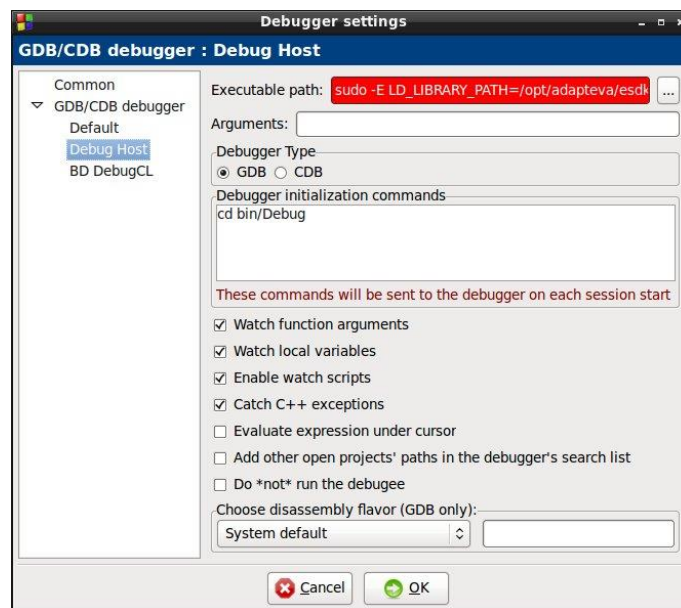 Debugger settings
GDB/CDB debugger : Debug Host
Common
GDB/CDB debugger
Default
Debug Host
BD DebugCL
Executable path: sudo -E LD_LIBRARY_PATH=/opt/adapteva/esdk ...
Arguments:
Debugger Type
GDB CDB
Debugger initialization commands
cd bin/Debug
These commands will be sent to the debugger on each session start
Watch function arguments
Watch local variables
Enable watch scripts
Catch C++ exceptions
Evaluate expression under cursor
Add other open projects' paths in the debugger's search list
Do *not* run the debugee
Choose disassembly flavor (GDB only):
System default
Cancel OK